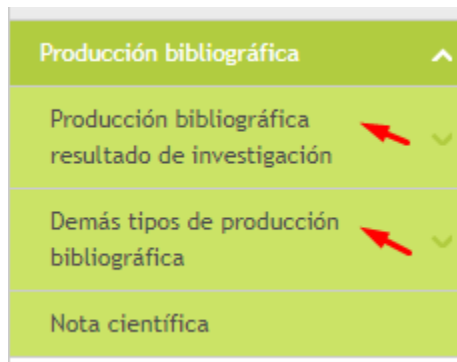 Producción bibliográfica
Producción bibliográfica
resultado de investigación
Demás tipos de producción
bibliográfica
Nota científica